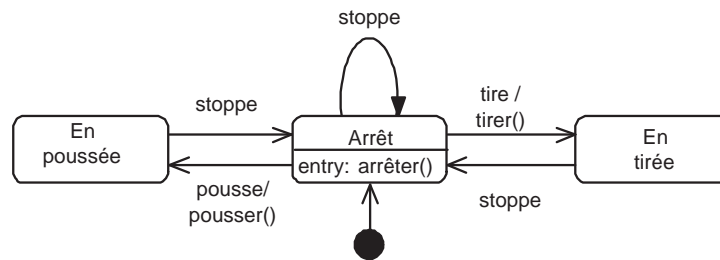 stoppe
stoppe
tire /
tirer()
En
poussée
Arrêt
entry: arrêter()
En
tirée
pousse/
pousser()
stoppe